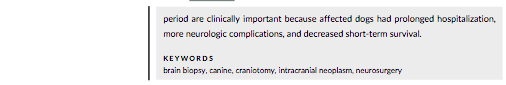 period are clinically important because affected dogs had prolonged hospitalization,
more neurologic complications, and decreased short-term survival.
KEYWORDS
brain biopsy, canine, craniotomy, intracranial neoplasm, neurosurgery